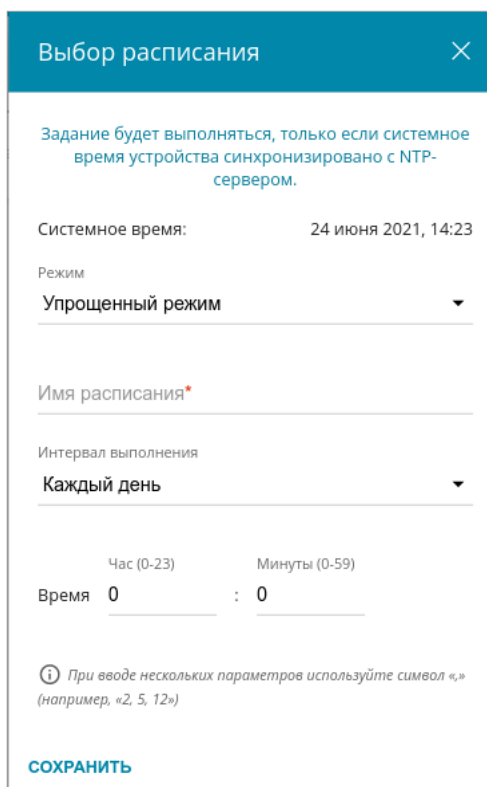 Выбор расписания
Задание будет выполняться, только если системное
время устройства синхронизировано с NTP-
сервером.
Системное время: 24 июня 2021, 14:23
Режим
Упрощенный режим
Имя расписания*
Интервал выполнения
Каждый день
Час (0-23) Минуты (0-59)
Время 0 : 0
При вводе нескольких параметров используйте символ «,»
(например, «2, 5, 12»)
СОХРАНИТЬ